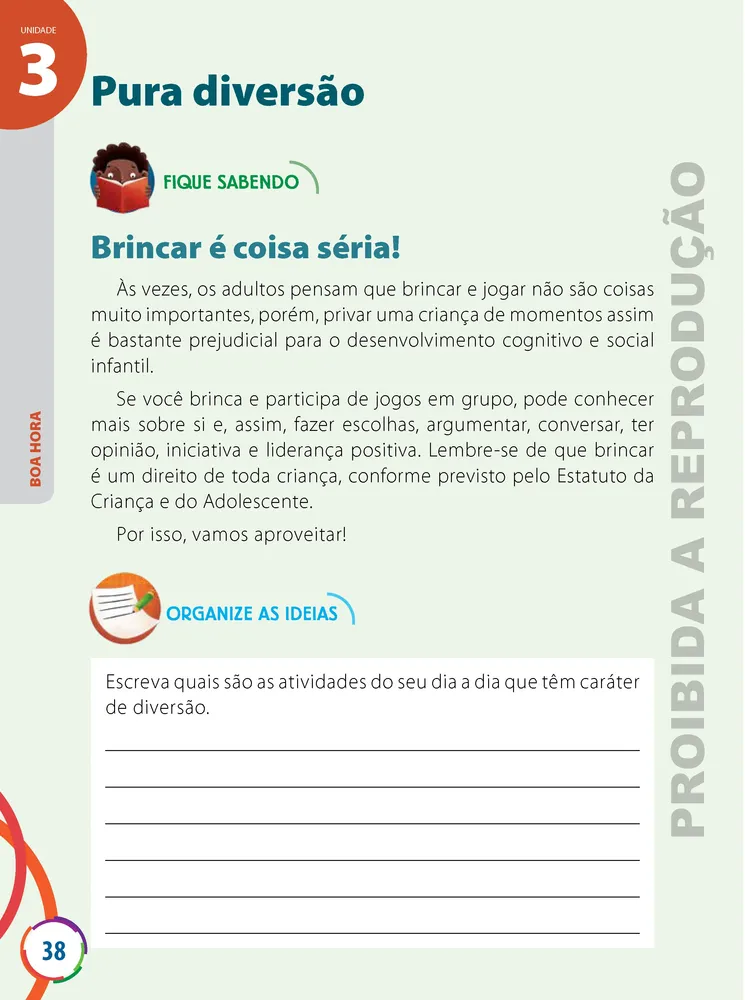 UNIDADE
3
Pura diversão
FIQUE SABENDO
Brincar é coisa séria!
Às vezes, os adultos pensam que brincar e jogar não são coisas
muito importantes, porém, privar uma criança de momentos assim
é bastante prejudicial para o desenvolvimento cognitivo e social
infantil.
Se você brinca e participa de jogos em grupo, pode conhecer
mais sobre si e, assim, fazer escolhas, argumentar, conversar, ter
opinião, iniciativa e liderança positiva. Lembre-se de que brincar
é um direito de toda criança, conforme previsto pelo Estatuto da
Criança e do Adolescente.
Por isso, vamos aproveitar!
BOA HORA
ORGANIZE AS IDEIAS
Escreva quais são as atividades do seu dia a dia que têm caráter
de diversão.
38
PROIBIDA A REPRODUÇÃO